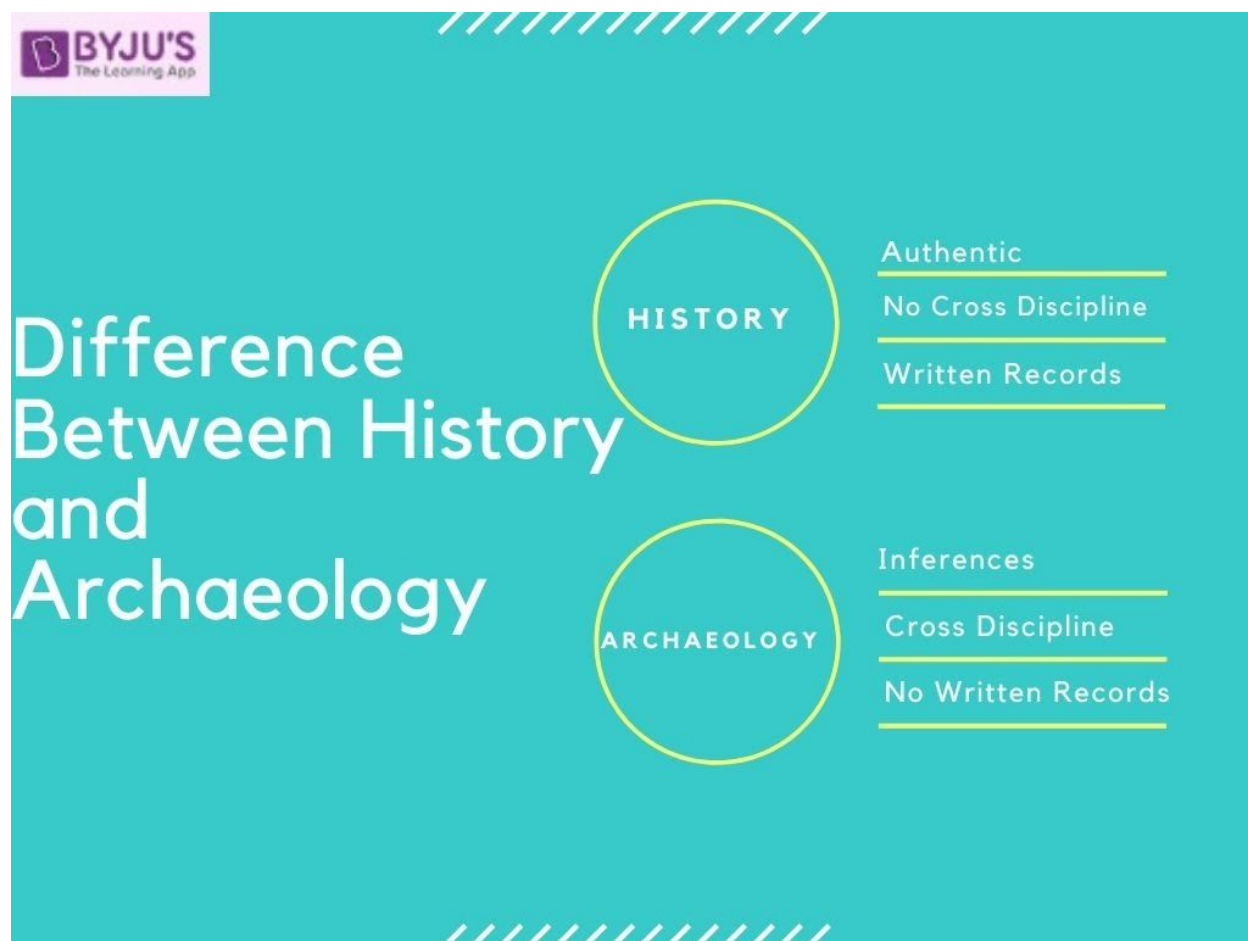 BYJU'S
The Learning App
Difference
Between History
and
Archaeology
HISTORY
Authentic
No Cross Discipline
Written Records
ARCHAEOLOGY
Inferences
Cross Discipline
No Written Records